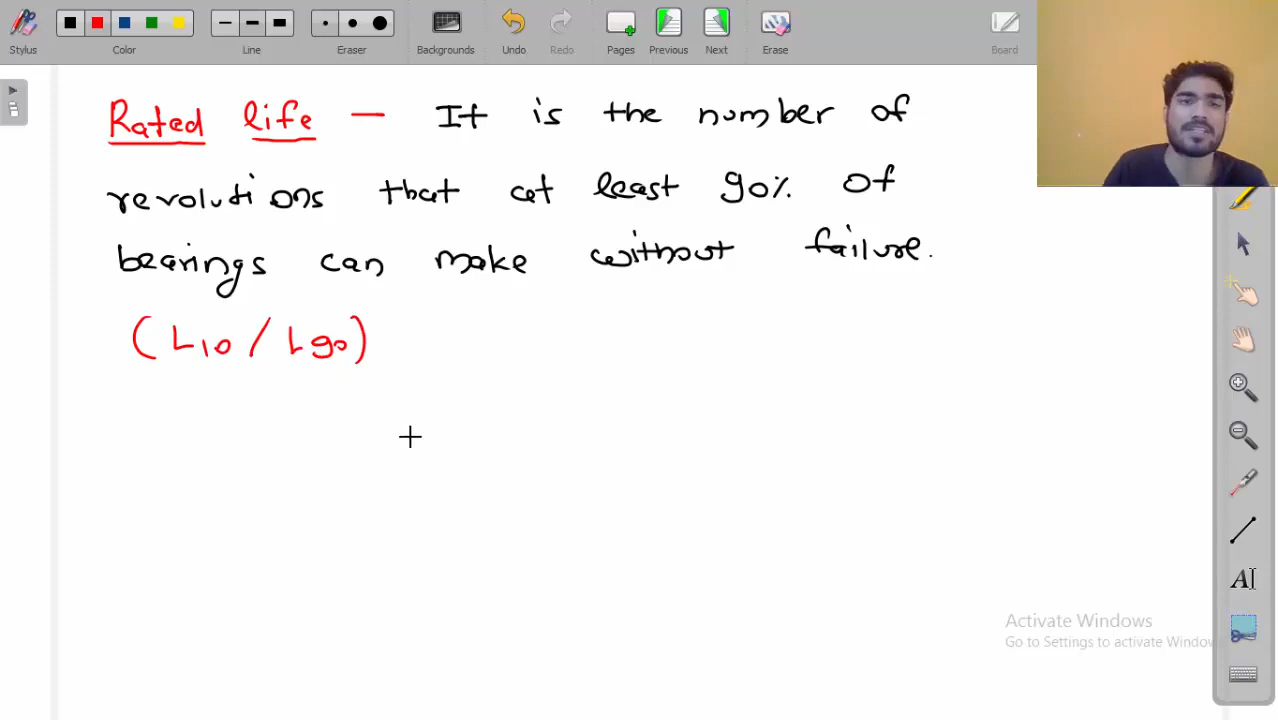 Stylus
Color
Line
Eraser
Backgrounds
Undo
Redo
Pages
Previous
Next
Erase
Board
Rated life — It is the number of
revolutions that at least 90% of
bearings can make without failure.
(L10 / L90)
A
Activate Windows
Go to Settings to activate Windows